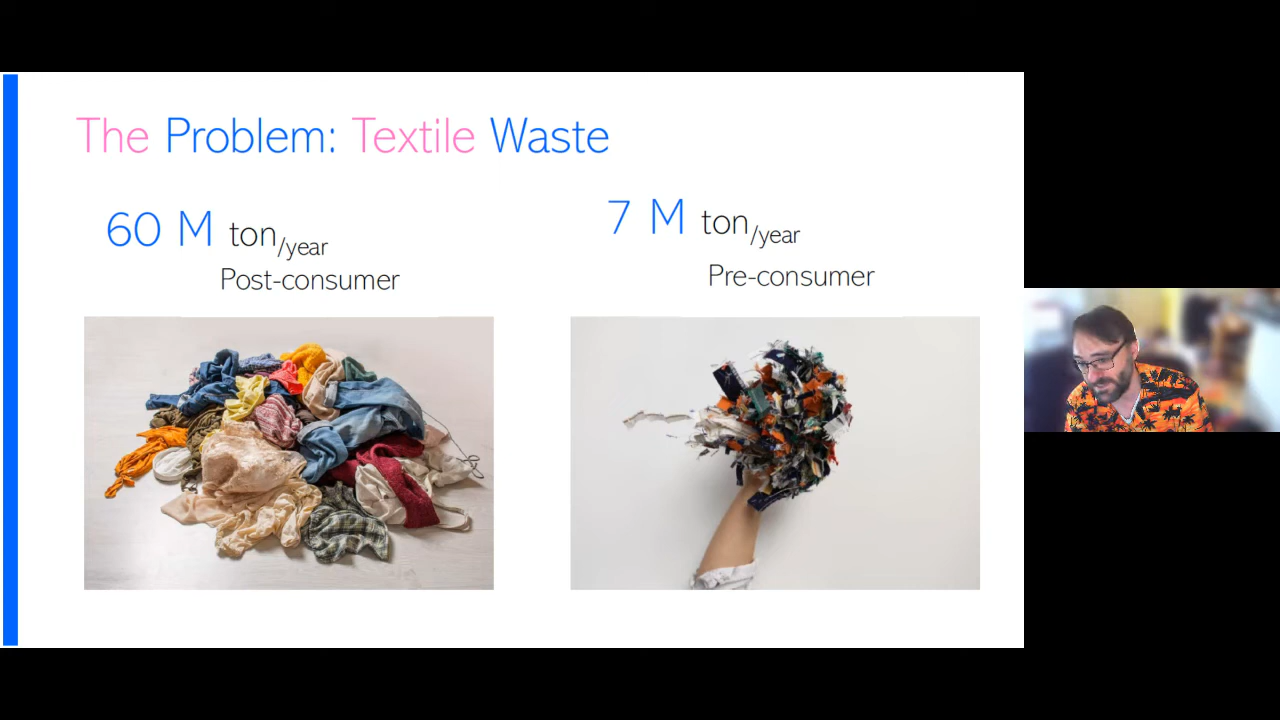 The Problem: Textile Waste
60 M ton/year
Post-consumer
7 M ton/year
Pre-consumer